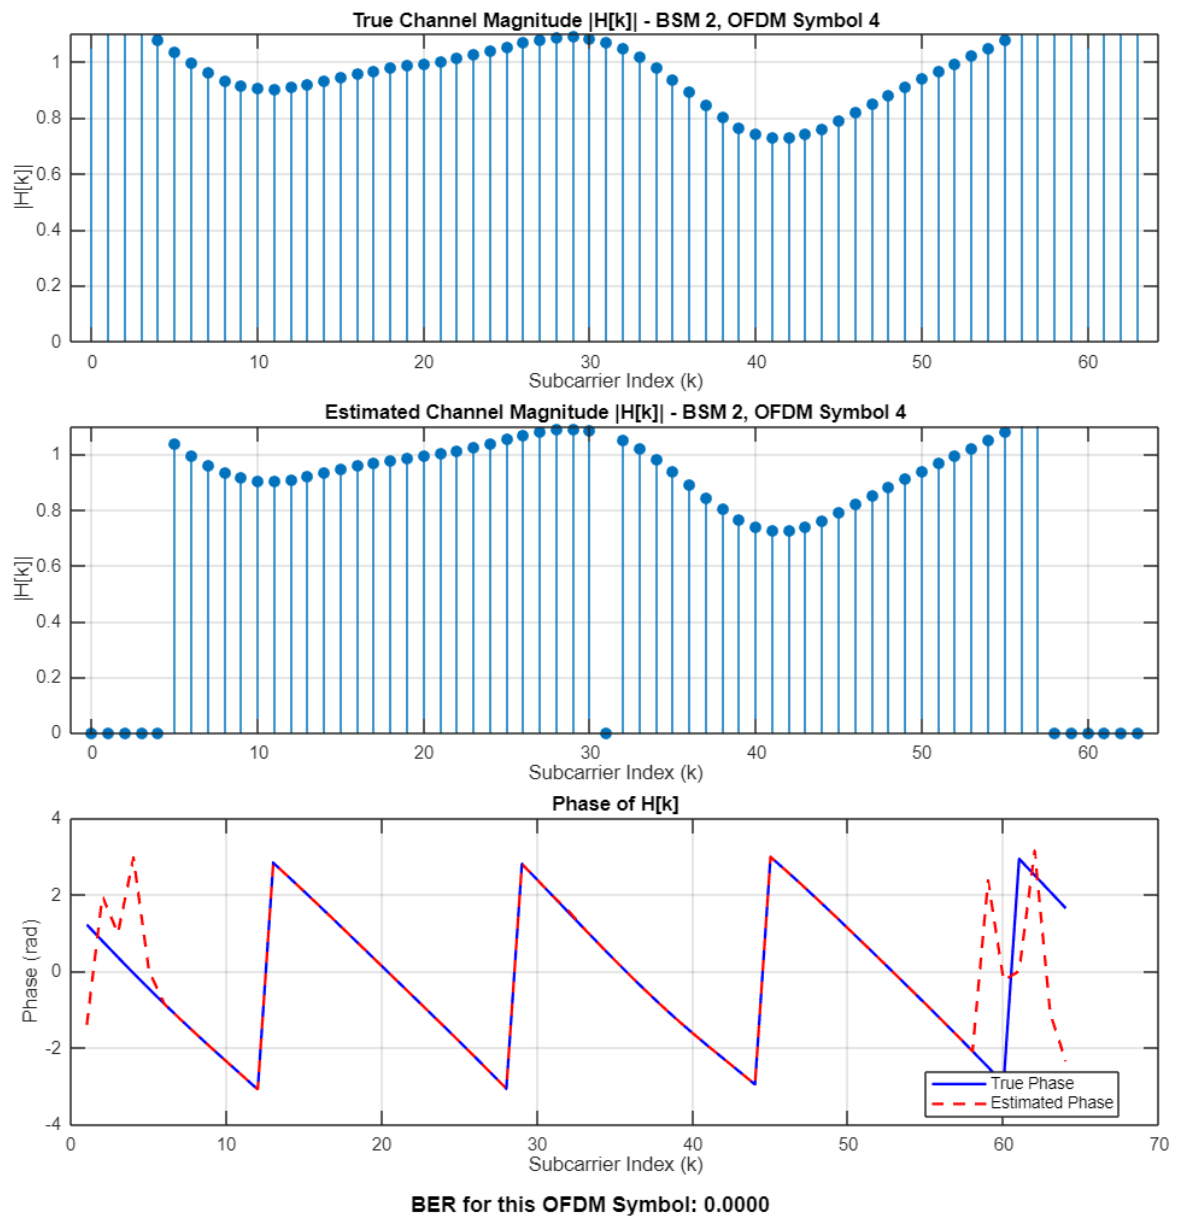 True Channel Magnitude |H[k]| - BSM 2, OFDM Symbol 4
1
0.8
0.6
0.4
0.2
0
|H[k]|
0 10 20 30 40 50 60
Subcarrier Index (k)
Estimated Channel Magnitude |H[k]| - BSM 2, OFDM Symbol 4
1
0.8
0.6
0.4
0.2
0
|H[k]|
0 10 20 30 40 50 60
Subcarrier Index (k)
Phase of H[k]
4
2
0
-2
-4
Phase (rad)
True Phase
Estimated Phase
0 10 20 30 40 50 60 70
Subcarrier Index (k)
BER for this OFDM Symbol: 0.0000